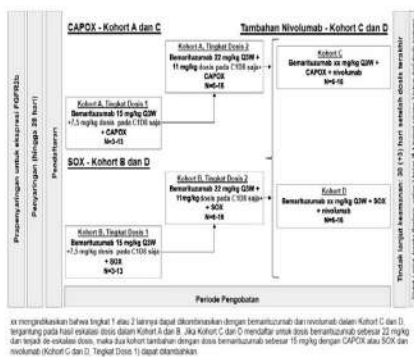 CAPOX - Kohort A dan C
Tambahan Nivolumab - Kohort C dan D
Prapenyaringan untuk ekspresi FGFR2b
Penyaringan (hingga 28 hari)
Pendaftaran
Kohort A, Tingkat Dosis 1
Bemarituzumab 15 mg/kg Q3W
+7,5 mg/kg dosis pada C1D8 saja
+ CAPOX
N=3-13
Kohort A, Tingkat Dosis 2
Bemarituzumab 22 mg/kg Q3W +
11 mg/kg dosis pada C1D8 saja+
CAPOX
N=6-16
Kohort C
Bemarituzumab xx mg/kg Q3W +
CAPOX + nivolumab
N=6-16
SOX - Kohort B dan D
Kohort B, Tingkat Dosis 1
Bemarituzumab 15 mg/kg Q3W
+7,5 mg/kg dosis pada C1D8 saja
+ SOX
N=3-13
Kohort B, Tingkat Dosis 2
Bemarituzumab 22 mg/kg Q3W +
11mg/kg dosis pada C1D8 saja+
+ SOX
N=6-16
Kohort D
Bemarituzumab xx mg/kg Q3W + SOX
+ nivolumab
N=6-16
Tindak lanjut keamanan: 30 (+3) hari setelah dosis terakhir
Periode Pengobatan
xx mengindikasikan bahwa tingkat 1 atau 2 lainnya dapat dikombinasikan dengan bemarituzumab dan nivolumab dalam Kohort C dan D,
tergantung pada hasil eskalasi dosis dalam Kohort A dan B. Jika Kohort C dan D mendaftar untuk dosis bemarituzumab sebesar 22 mg/kg
dan terjadi de-eskalasi dosis, maka dua kohort tambahan dengan dosis bemarituzumab sebesar 15 mg/kg dengan CAPOX atau SOX dan
nivolumab (Kohort C dan D, Tingkat Dosis 1) dapat ditambahkan